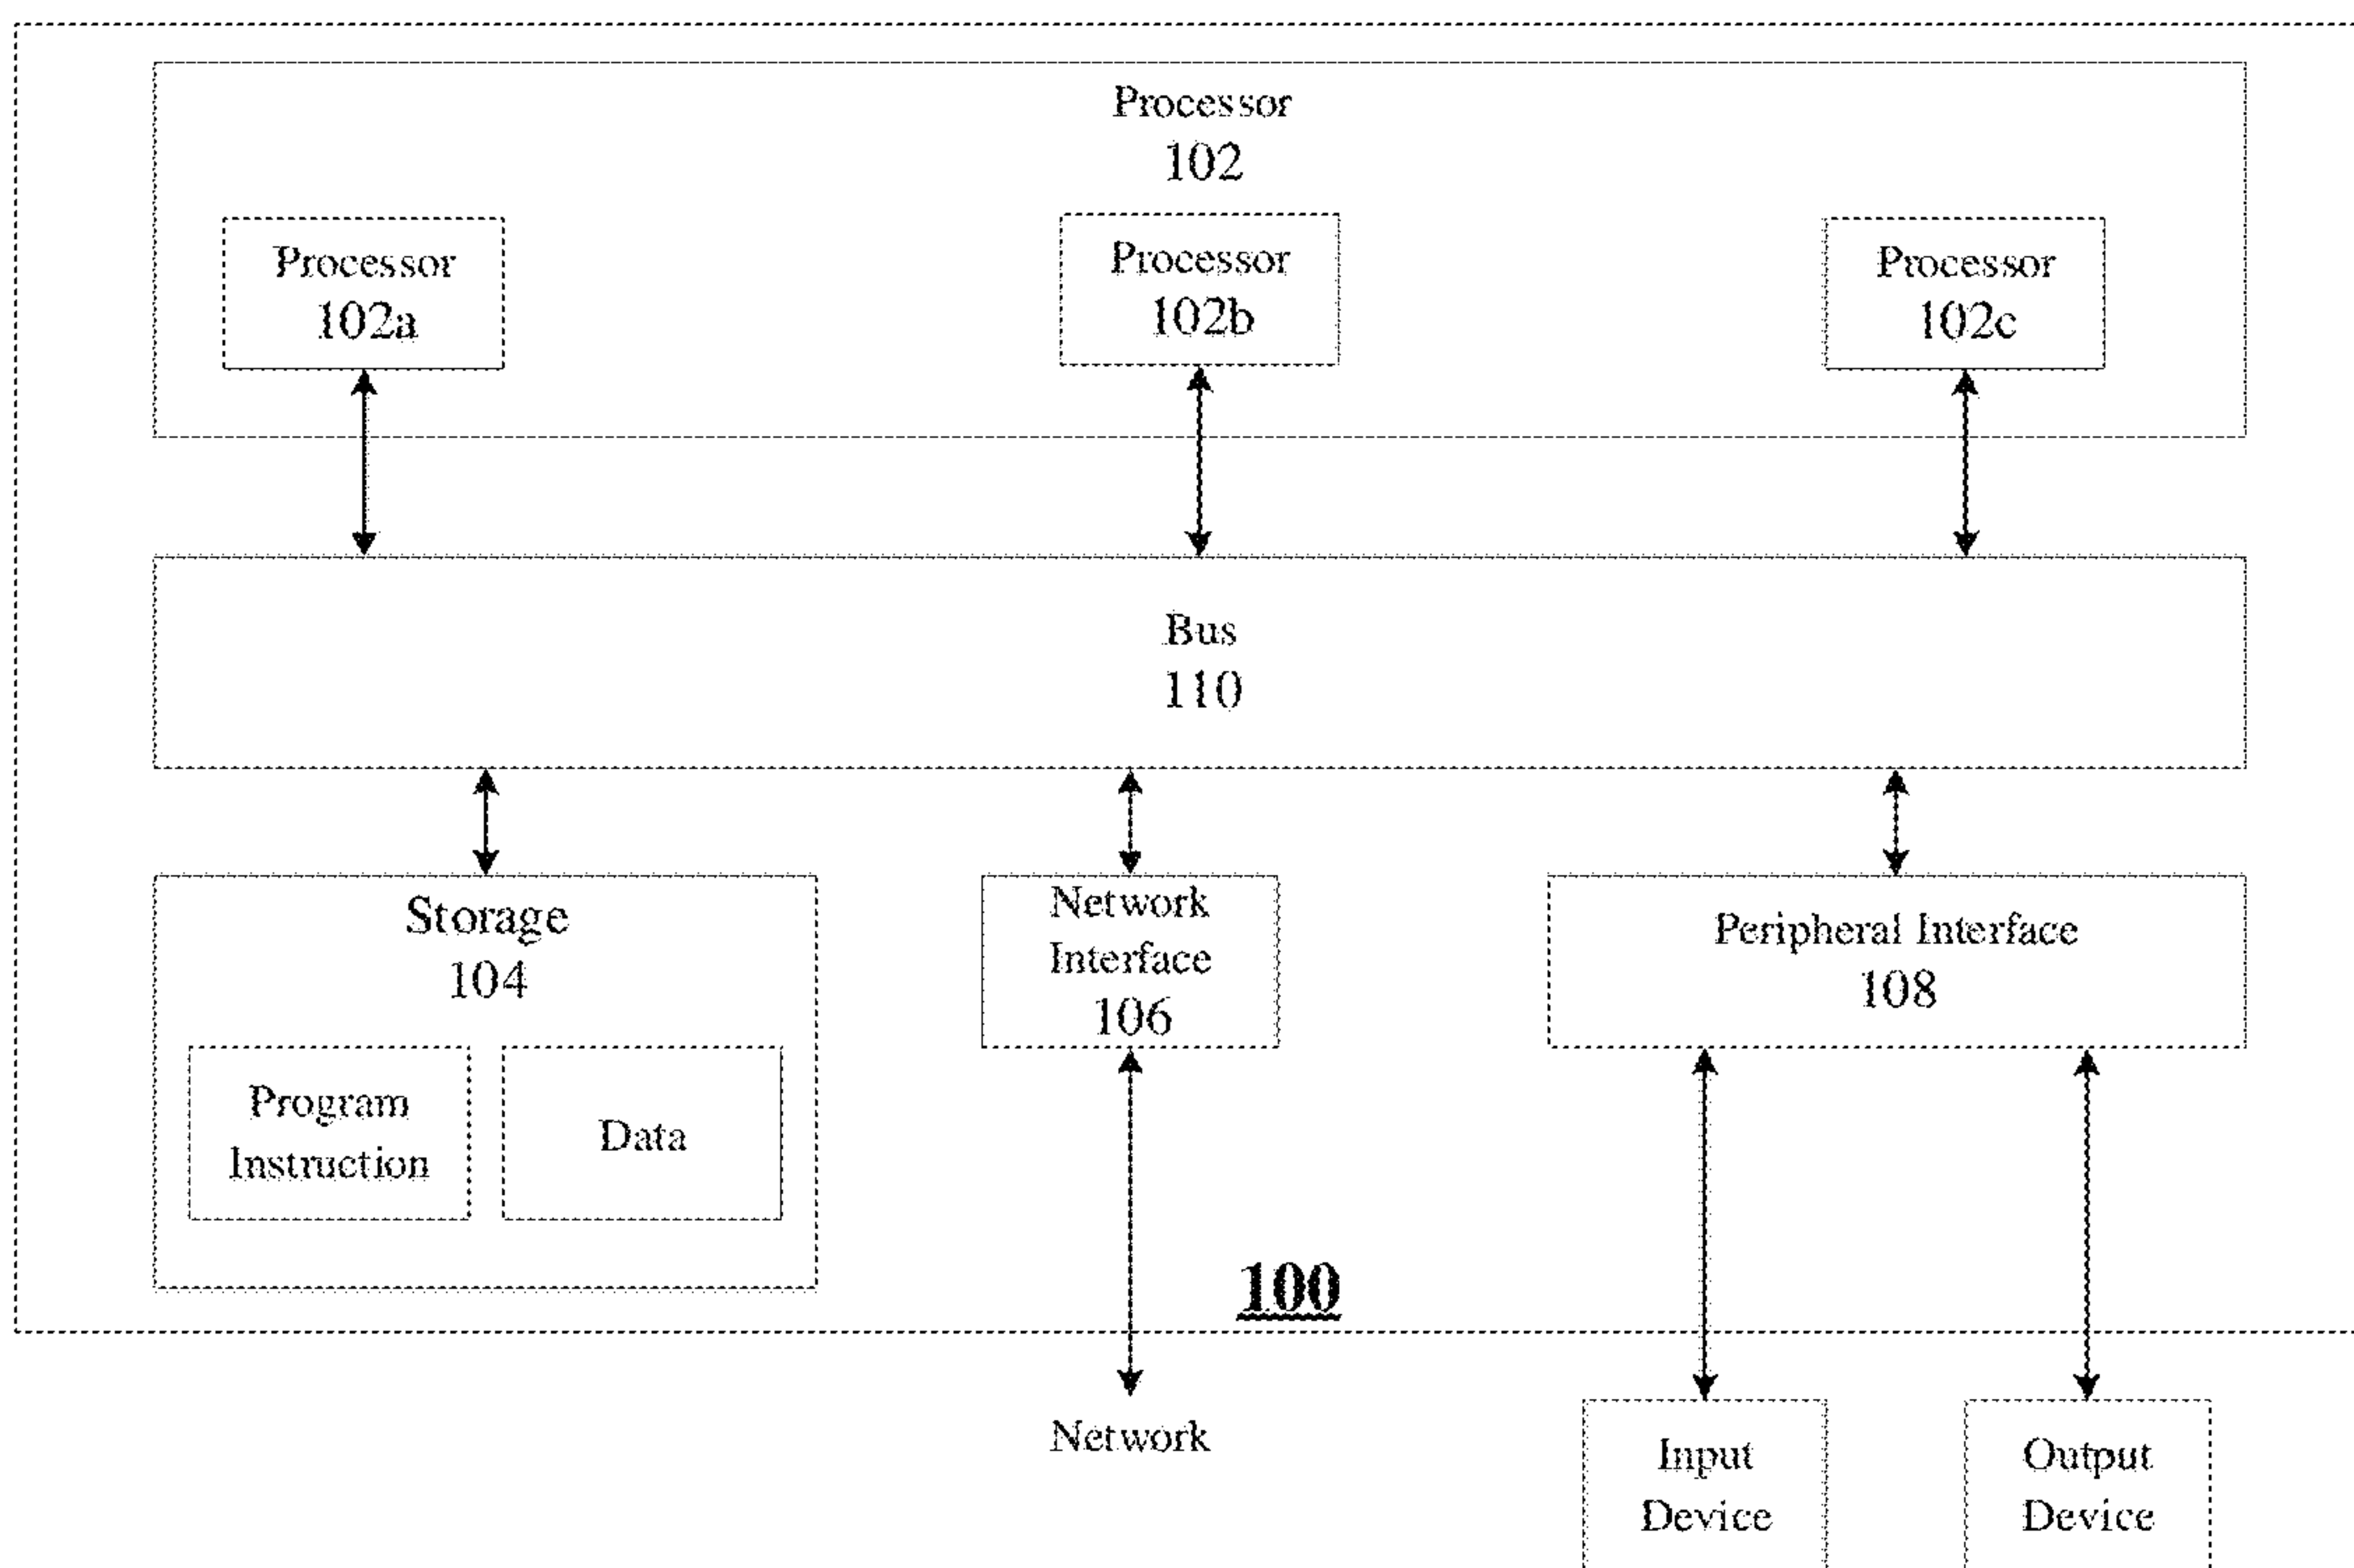 Processor
102
Processor
102a
Processor
102b
Processor
102c
Bus
110
Storage
104
Program
Instruction
Data
Network
Interface
106
Peripheral Interface
108
100
Network
Input
Device
Output
Device